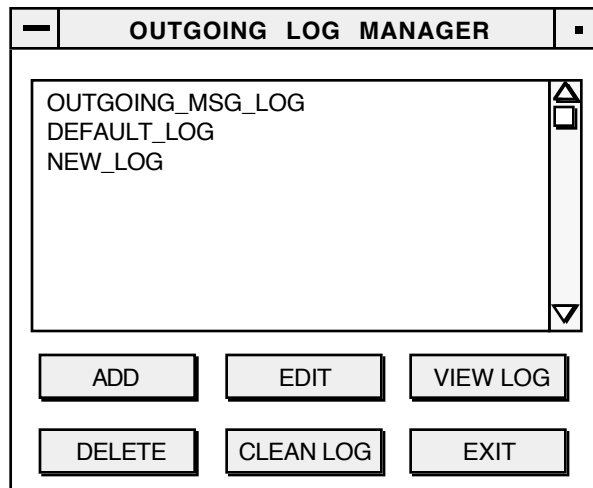 OUTGOING LOG MANAGER
OUTGOING_MSG_LOG
DEFAULT_LOG
NEW_LOG
ADD EDIT VIEW LOG
DELETE CLEAN LOG EXIT